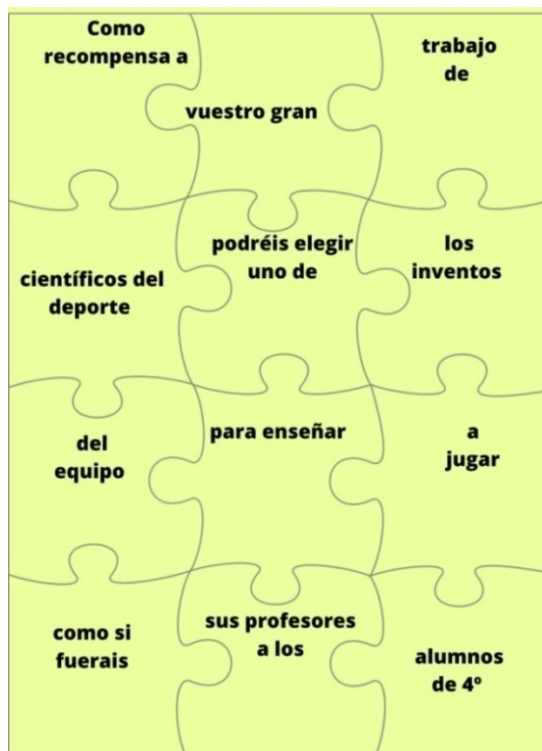 Como
recompensa a
vuestro gran
trabajo
de
científicos del
deporte
podréis elegir
uno de
los
inventos
del
equipo
para enseñar
a
jugar
como si
fuerais
sus profesores
a los
alumnos
de 4º